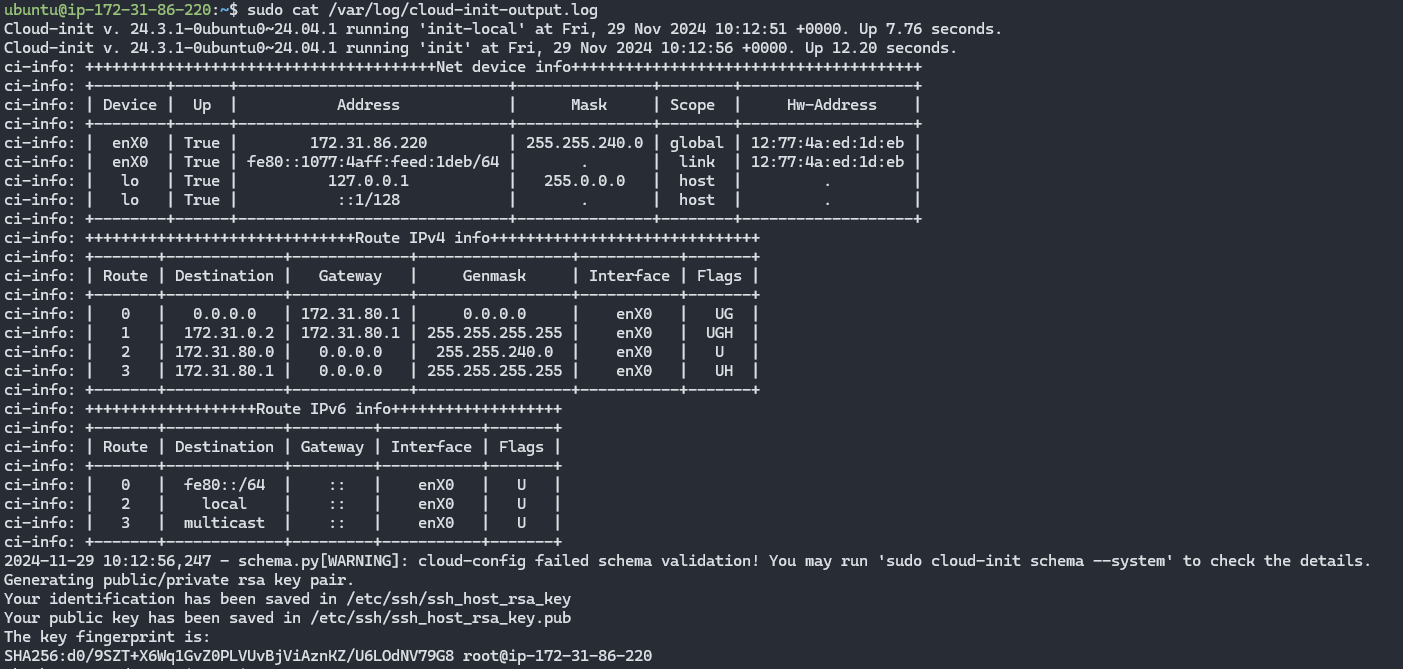 ubuntu@ip-172-31-86-220:~$ sudo cat /var/log/cloud-init-output.log
Cloud-init v. 24.3.1-0ubuntu0~24.04.1 running 'init-local' at Fri, 29 Nov 2024 10:12:51 +0000. Up 7.76 seconds.
Cloud-init v. 24.3.1-0ubuntu0~24.04.1 running 'init' at Fri, 29 Nov 2024 10:12:56 +0000. Up 12.20 seconds.
ci-info: +++++++++++++++++++++++++++++++++++++++Net device info+++++++++++++++++++++++++++++++++++++++
ci-info: +--------+------+------------------------------+---------------+--------+-------------------+
ci-info: | Device |  Up  |           Address            |      Mask     | Scope  |     Hw-Address    |
ci-info: +--------+------+------------------------------+---------------+--------+-------------------+
ci-info: |  enX0  | True |        172.31.86.220         | 255.255.240.0 | global | 12:77:4a:ed:1d:eb |
ci-info: |  enX0  | True | fe80::1077:4aff:feed:1deb/64 |       .       |  link  | 12:77:4a:ed:1d:eb |
ci-info: |   lo   | True |          127.0.0.1           |   255.0.0.0   |  host  |         .         |
ci-info: |   lo   | True |           ::1/128            |       .       |  host  |         .         |
ci-info: +--------+------+------------------------------+---------------+--------+-------------------+
ci-info: ++++++++++++++++++++++++++++++Route IPv4 info++++++++++++++++++++++++++++++
ci-info: +-------+-------------+-------------+-----------------+-----------+-------+
ci-info: | Route | Destination |   Gateway   |     Genmask     | Interface | Flags |
ci-info: +-------+-------------+-------------+-----------------+-----------+-------+
ci-info: |   0   |   0.0.0.0   | 172.31.80.1 |     0.0.0.0     |    enX0   |   UG  |
ci-info: |   1   |  172.31.0.2 | 172.31.80.1 | 255.255.255.255 |    enX0   |  UGH  |
ci-info: |   2   | 172.31.80.0 |   0.0.0.0   |  255.255.240.0  |    enX0   |   U   |
ci-info: |   3   | 172.31.80.1 |   0.0.0.0   | 255.255.255.255 |    enX0   |   UH  |
ci-info: +-------+-------------+-------------+-----------------+-----------+-------+
ci-info: +++++++++++++++++++Route IPv6 info+++++++++++++++++++
ci-info: +-------+-------------+---------+-----------+-------+
ci-info: | Route | Destination | Gateway | Interface | Flags |
ci-info: +-------+-------------+---------+-----------+-------+
ci-info: |   0   |  fe80::/64  |    ::   |    enX0   |   U   |
ci-info: |   2   |    local    |    ::   |    enX0   |   U   |
ci-info: |   3   |  multicast  |    ::   |    enX0   |   U   |
ci-info: +-------+-------------+---------+-----------+-------+
2024-11-29 10:12:56,247 - schema.py[WARNING]: cloud-config failed schema validation! You may run 'sudo cloud-init schema --system' to check the details.
Generating public/private rsa key pair.
Your identification has been saved in /etc/ssh/ssh_host_rsa_key
Your public key has been saved in /etc/ssh/ssh_host_rsa_key.pub
The key fingerprint is:
SHA256:d0/9SZT+X6Wq1GvZ0PLVUvBjViAznKZ/U6LOdNV79G8 root@ip-172-31-86-220